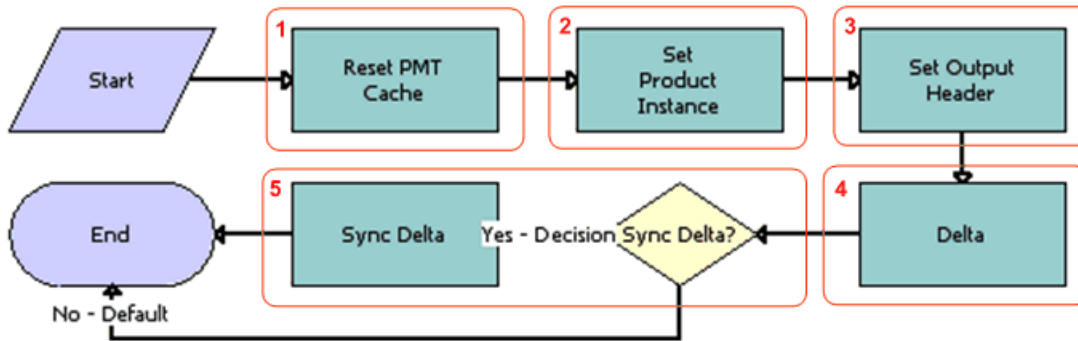 1
2
3
Start
Reset PMT
Cache
Set
Product
Instance
Set Output
Header
5
4
End
Sync Delta
Yes - Decision
Sync Delta?
Delta
No - Default